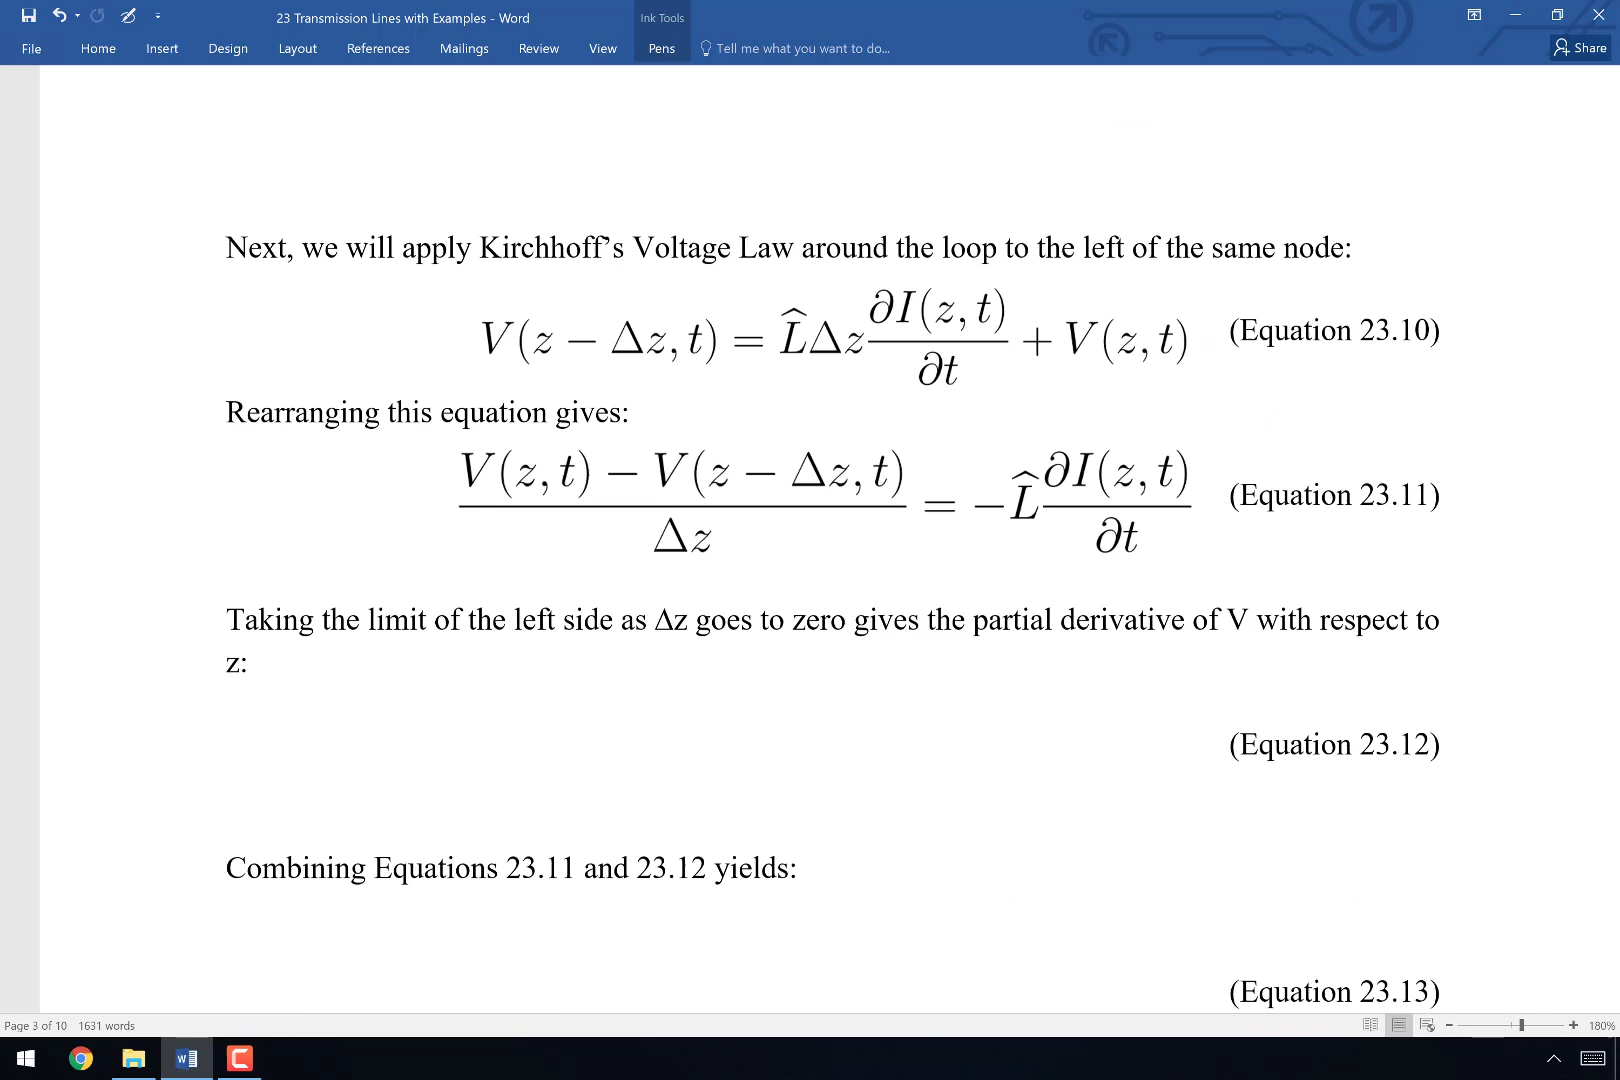 23 Transmission Lines with Examples - Word
Ink Tools
File Home Insert Design Layout References Mailings Review View Pens Tell me what you want to do... Share
Next, we will apply Kirchhoff's Voltage Law around the loop to the left of the same node:
V(z − Δz, t) = L̂Δz ∂I(z, t)/∂t + V(z, t) (Equation 23.10)
Rearranging this equation gives:
(V(z, t) − V(z − Δz, t))/Δz = −L̂ ∂I(z, t)/∂t (Equation 23.11)
Taking the limit of the left side as Δz goes to zero gives the partial derivative of V with respect to
z:
(Equation 23.12)
Combining Equations 23.11 and 23.12 yields:
(Equation 23.13)
Page 3 of 10 1631 words
180%